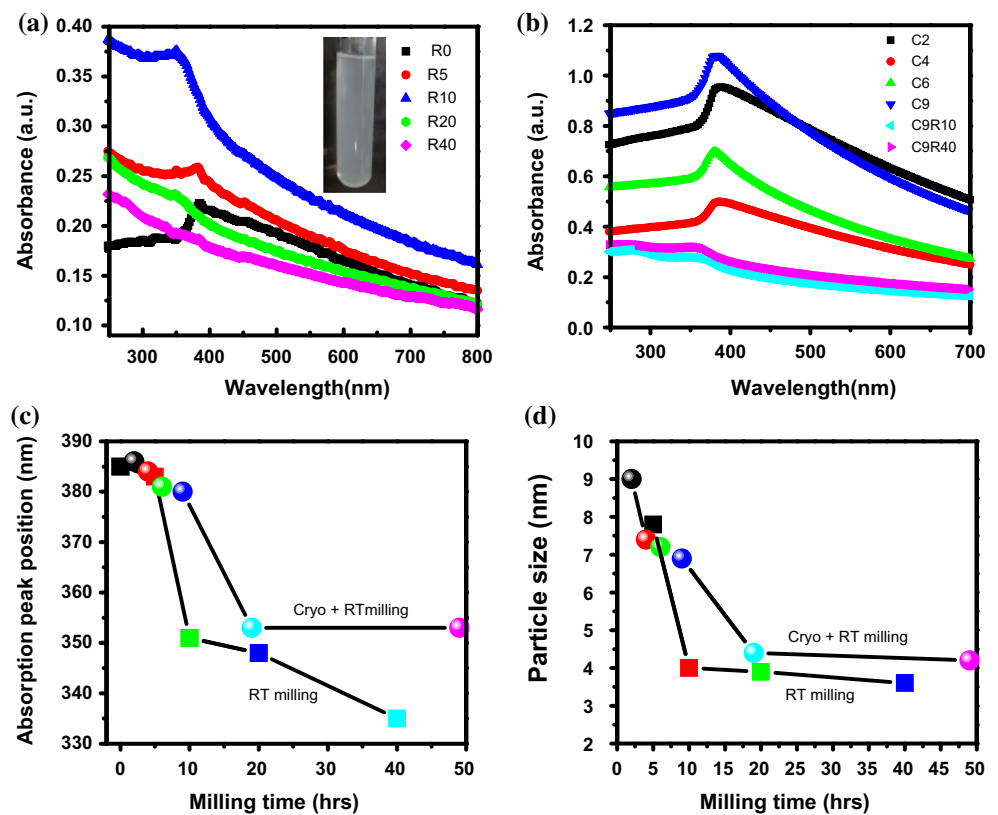 (a)
0.40
0.35
0.30
0.25
0.20
0.15
0.10
Absorbance (a.u.)
300 400 500 600 700 800
Wavelength(nm)
R0
R5
R10
R20
R40
(b)
1.2
1.0
0.8
0.6
0.4
0.2
0.0
Absorbance (a.u.)
300 400 500 600 700
Wavelength(nm)
C2
C4
C6
C9
C9R10
C9R40
(c)
390
380
370
360
350
340
330
Absorption peak position (nm)
Cryo + RTmilling
RT milling
0 10 20 30 40 50
Milling time (hrs)
(d)
10
9
8
7
6
5
4
3
2
Particle size (nm)
Cryo + RT milling
RT milling
0 5 10 15 20 25 30 35 40 45 50
Milling time (hrs)